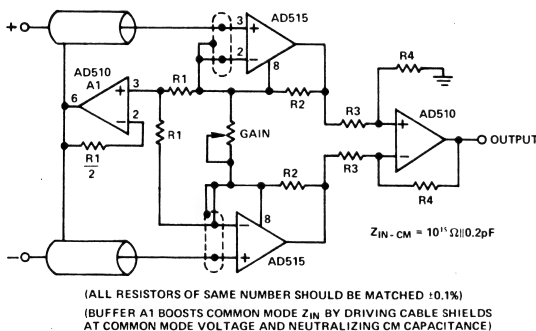 +
3
AD515
+
2
−
8
R4
AD510
A1
3
R1
R2
6
+
−
2
R3
AD510
+
−
OUTPUT
R1
2
R1
GAIN
R2
R3
R4
8
−
+
AD515
−
Z_IN-CM = 10¹⁵ Ω||0.2pF
(ALL RESISTORS OF SAME NUMBER SHOULD BE MATCHED ±0.1%)
(BUFFER A1 BOOSTS COMMON MODE Z_IN BY DRIVING CABLE SHIELDS
AT COMMON MODE VOLTAGE AND NEUTRALIZING CM CAPACITANCE)